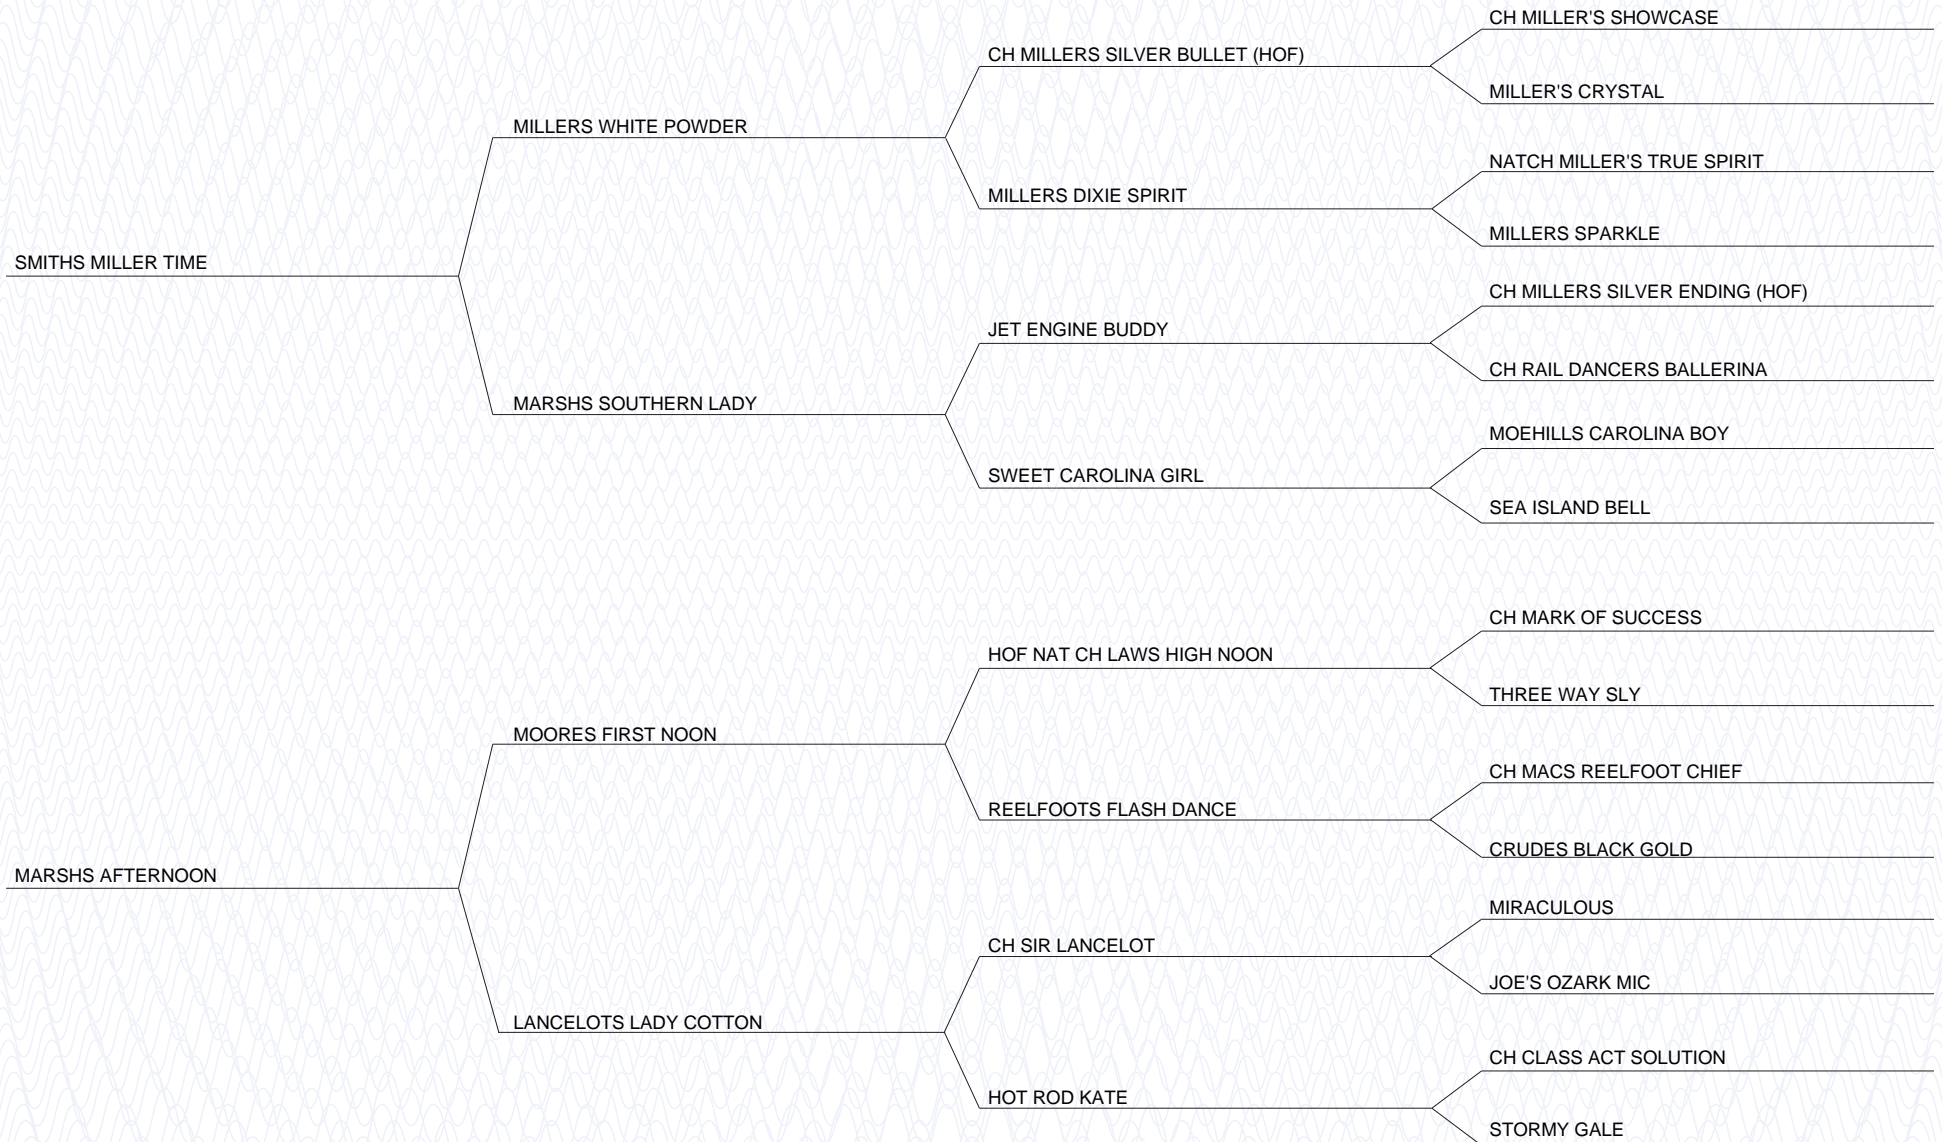 CH MILLER'S SHOWCASE
CH MILLERS SILVER BULLET (HOF)
MILLER'S CRYSTAL
MILLERS WHITE POWDER
NATCH MILLER'S TRUE SPIRIT
MILLERS DIXIE SPIRIT
MILLERS SPARKLE
SMITHS MILLER TIME
CH MILLERS SILVER ENDING (HOF)
JET ENGINE BUDDY
CH RAIL DANCERS BALLERINA
MARSHS SOUTHERN LADY
MOEHILLS CAROLINA BOY
SWEET CAROLINA GIRL
SEA ISLAND BELL
CH MARK OF SUCCESS
HOF NAT CH LAWS HIGH NOON
THREE WAY SLY
MOORES FIRST NOON
CH MACS REELFOOT CHIEF
REELFOOTS FLASH DANCE
CRUDES BLACK GOLD
MARSHS AFTERNOON
MIRACULOUS
CH SIR LANCELOT
JOE'S OZARK MIC
LANCELOTS LADY COTTON
CH CLASS ACT SOLUTION
HOT ROD KATE
STORMY GALE